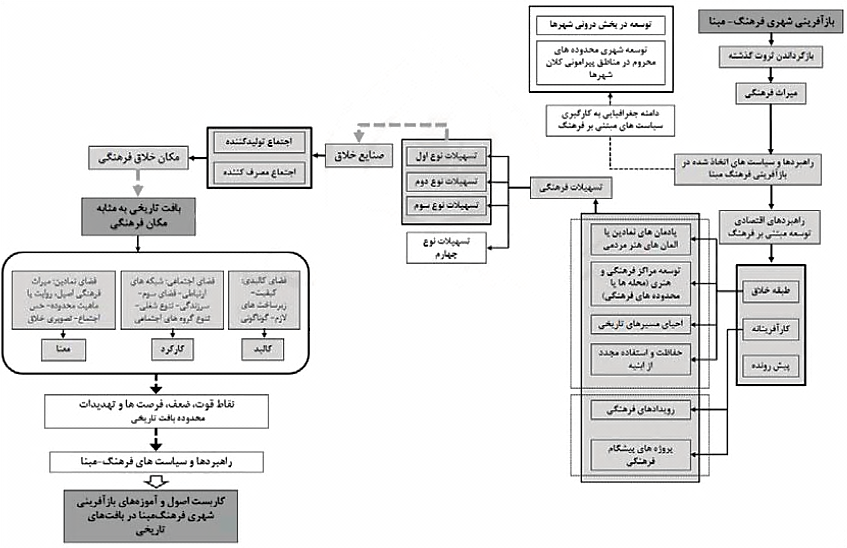 بازآفرینی شهری فرهنگ- مبنا
بازگرداندن ثروت گذشته
میراث فرهنگی
راهبردها و سیاست های اتخاذ شده در
بازآفرینی فرهنگ مبنا
راهبردهای اقتصادی
توسعه مبتنی بر فرهنگ
طبقه خلاق
کارآفرینانه
پیش رونده
توسعه در بخش درونی شهرها
توسعه شهری محدوده های
محروم در مناطق پیرامونی کلان
شهرها
دامنه جغرافیایی به کارگیری
سیاست های مبتنی بر فرهنگ
پادمان های نمادین یا
المان های هنر مردمی
توسعه مراکز فرهنگی و
هنری (محله ها یا
محدوده های فرهنگی)
احیای مسیرهای تاریخی
حفاظت و استفاده مجدد
از ابنیه
رویدادهای فرهنگی
پروژه های پیشگام
فرهنگی
تسهیلات فرهنگی
تسهیلات نوع اول
تسهیلات نوع دوم
تسهیلات نوع سوم
تسهیلات نوع
چهارم
صنایع خلاق
اجتماع تولیدکننده
اجتماع مصرف کننده
مکان خلاق فرهنگی
بافت تاریخی به مثابه
مکان فرهنگی
فضای کالبدی:
کیفیت-
زیرساخت های
لازم- گوناگونی
کالبد
فضای اجتماعی: شبکه های
ارتباطی- فضای سوم-
سرزندگی- تنوع شغلی-
تنوع گروه های اجتماعی
کارکرد
فضای نمادین: میراث
فرهنگی اصیل، روایت یا
ماهیت محدوده- حس
اجتماع- تصویری خلاق
معنا
نقاط قوت، ضعف، فرصت ها و تهدیدات
محدوده بافت تاریخی
راهبردها و سیاست های فرهنگ-مبنا
کاربست اصول و آموزه‌های بازآفرینی
شهری فرهنگ‌مبنا در بافت‌های
تاریخی